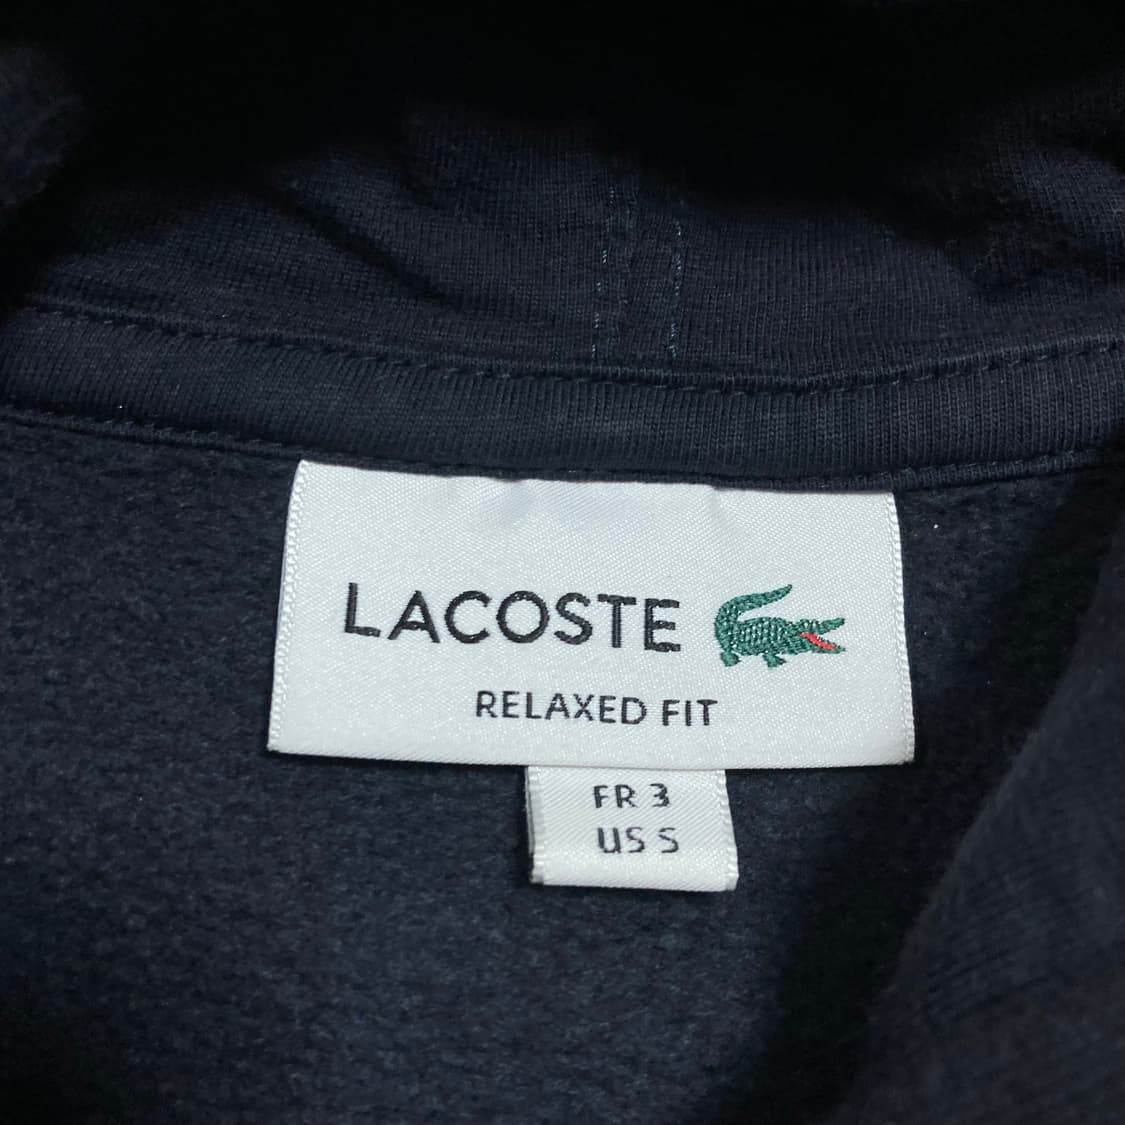 LACOSTE
RELAXED FIT
FR 3
US S